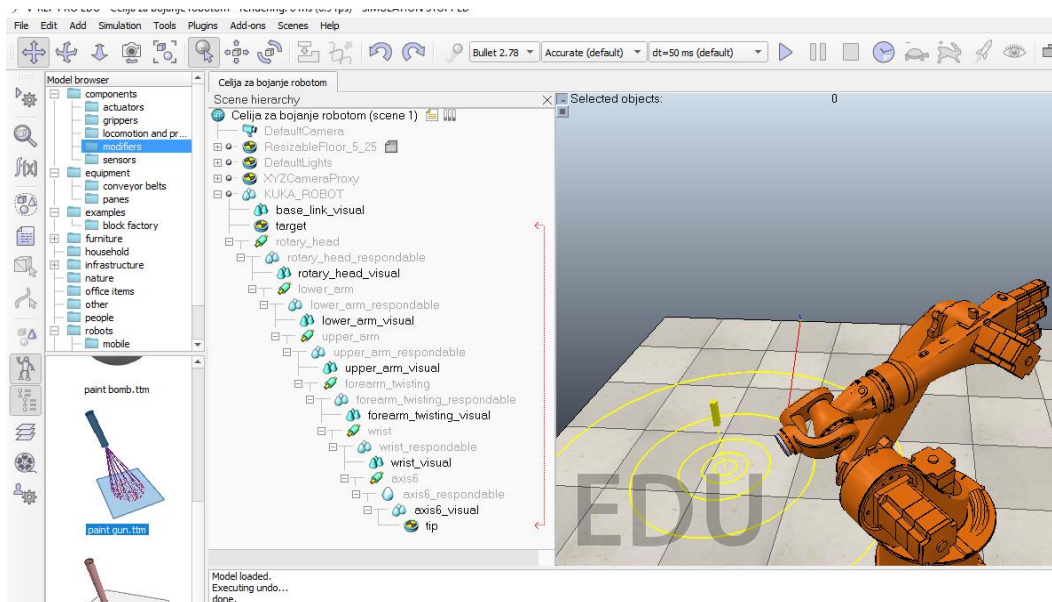 File Edit Add Simulation Tools Plugins Add-ons Scenes Help
Bullet 2.78 Accurate (default) dt=50 ms (default)
Model browser
components
actuators
grippers
locomotion and pr...
modifiers
sensors
equipment
conveyor belts
panes
examples
block factory
furniture
household
infrastructure
nature
office items
other
people
robots
mobile
paint bomb.ttm
paint gun.ttm
f(x)
Celija za bojanje robotom
Scene hierarchy
Celija za bojanje robotom (scene 1)
DefaultCamera
ResizableFloor_5_25
DefaultLights
XYZCameraProxy
KUKA_ROBOT
base_link_visual
target
rotary_head
rotary_head_respondable
rotary_head_visual
lower_arm
lower_arm_respondable
lower_arm_visual
upper_arm
upper_arm_respondable
upper_arm_visual
forearm_twisting
forearm_twisting_respondable
forearm_twisting_visual
wrist
wrist_respondable
wrist_visual
axis6
axis6_respondable
axis6_visual
tip
Selected objects: 0
EDU
Model loaded.
Executing undo...
done.